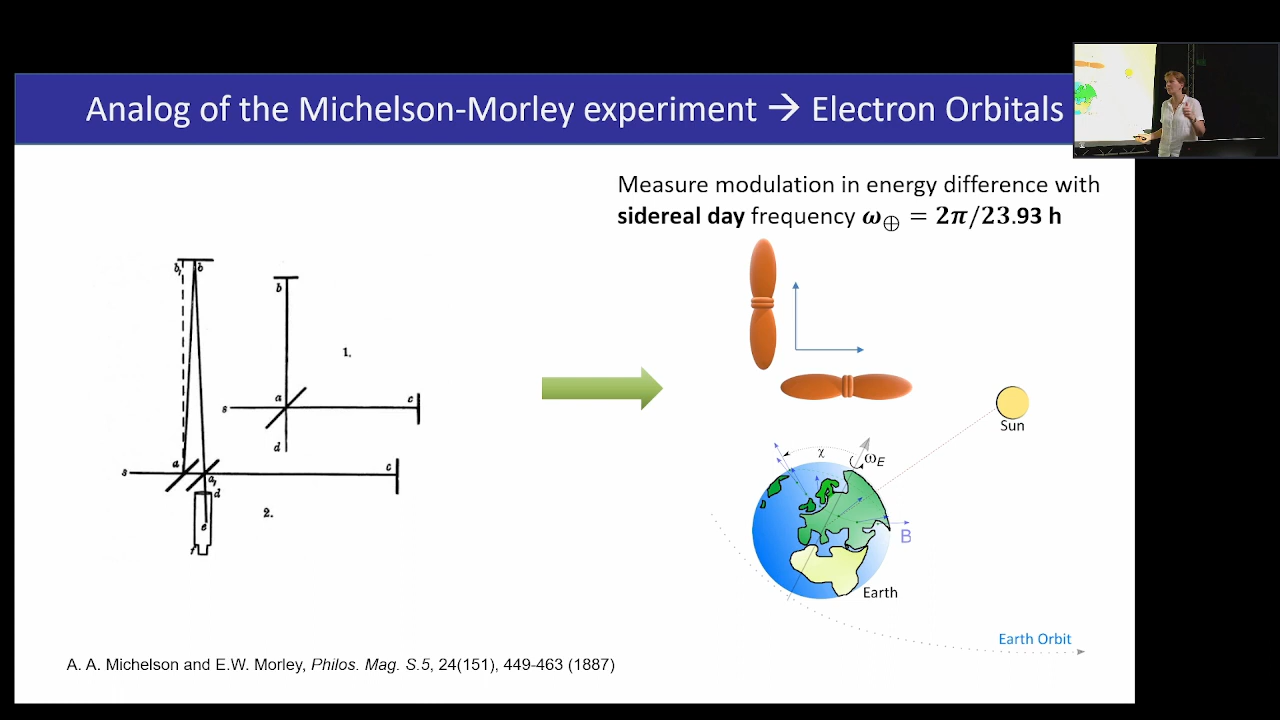 Analog of the Michelson-Morley experiment → Electron Orbitals
Measure modulation in energy difference with
sidereal day frequency ω⊕ = 2π/23.93 h
b, b
b
1.
a
s
c
d
a
s
c
a,
d
2.
e
f
χ
ωE
Sun
B
Earth
Earth Orbit
A. A. Michelson and E.W. Morley, Philos. Mag. S.5, 24(151), 449-463 (1887)